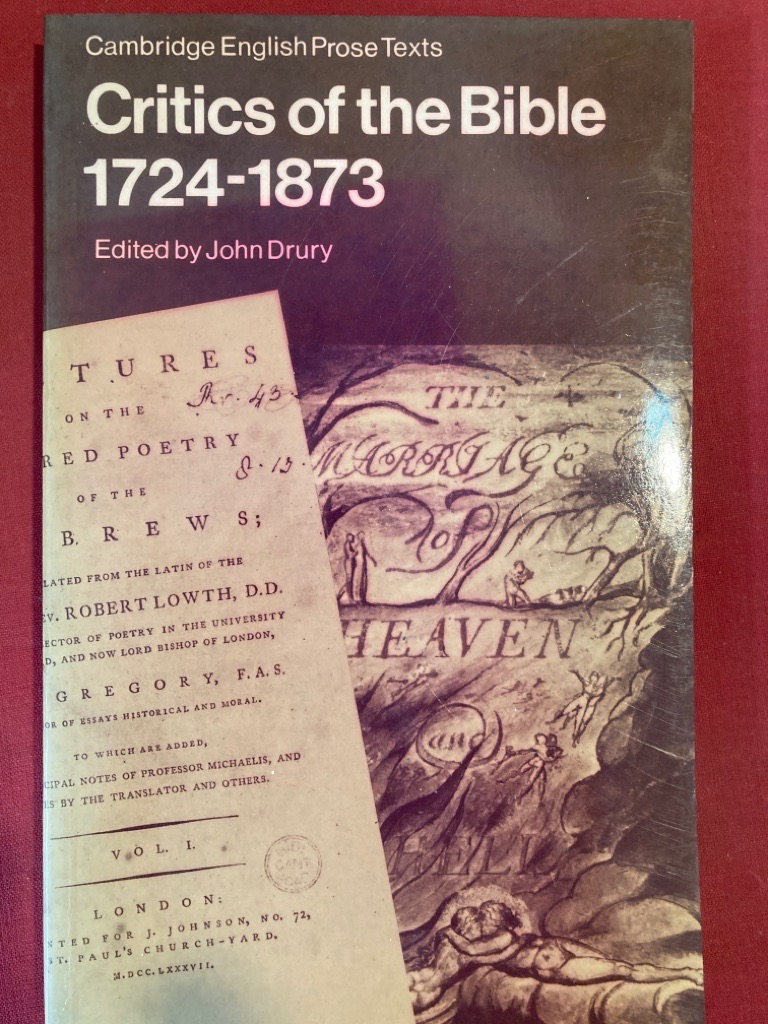 Cambridge English Prose Texts
Critics of the Bible
1724-1873
Edited by John Drury
TURES
ON THE
RED POETRY
OF THE
BREWS;
LATED FROM THE LATIN OF THE
EV. ROBERT LOWTH, D.D.
ECTOR OF POETRY IN THE UNIVERSITY
D, AND NOW LORD BISHOP OF LONDON,
GREGORY, F.A.S.
OR OF ESSAYS HISTORICAL AND MORAL.
TO WHICH ARE ADDED,
CIPAL NOTES OF PROFESSOR MICHAELIS, AND
ES BY THE TRANSLATOR AND OTHERS.
VOL. I.
LONDON:
NTED FOR J. JOHNSON, NO. 72,
ST. PAUL'S CHURCH-YARD.
M.DCC.LXXXVII.
THE
MARRIAGE
of
HEAVEN
and
HELL